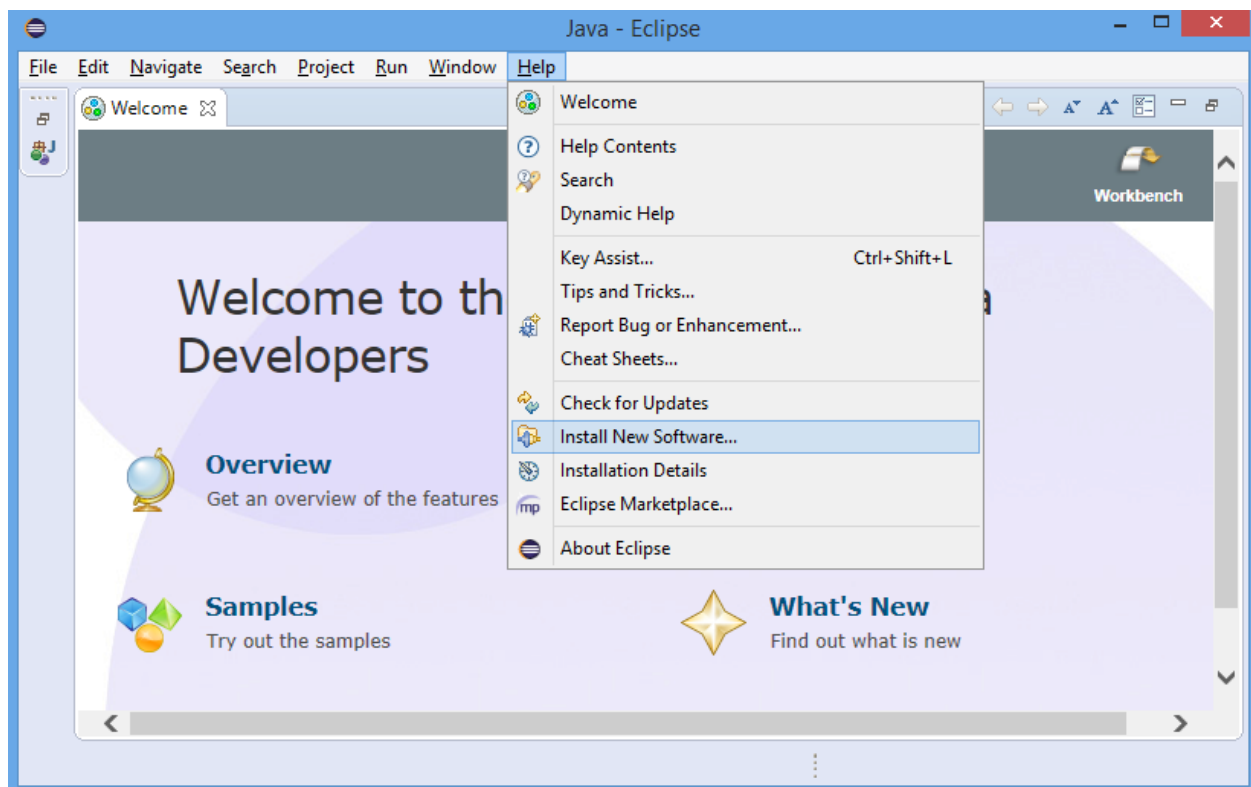 Java - Eclipse
File Edit Navigate Search Project Run Window Help
Welcome
Welcome
Help Contents
Search
Dynamic Help
Key Assist... Ctrl+Shift+L
Tips and Tricks...
Report Bug or Enhancement...
Cheat Sheets...
Check for Updates
Install New Software...
Installation Details
mp Eclipse Marketplace...
About Eclipse
A A
J
Workbench
Welcome to th
Developers
Overview
Get an overview of the features
Samples
Try out the samples
What's New
Find out what is new